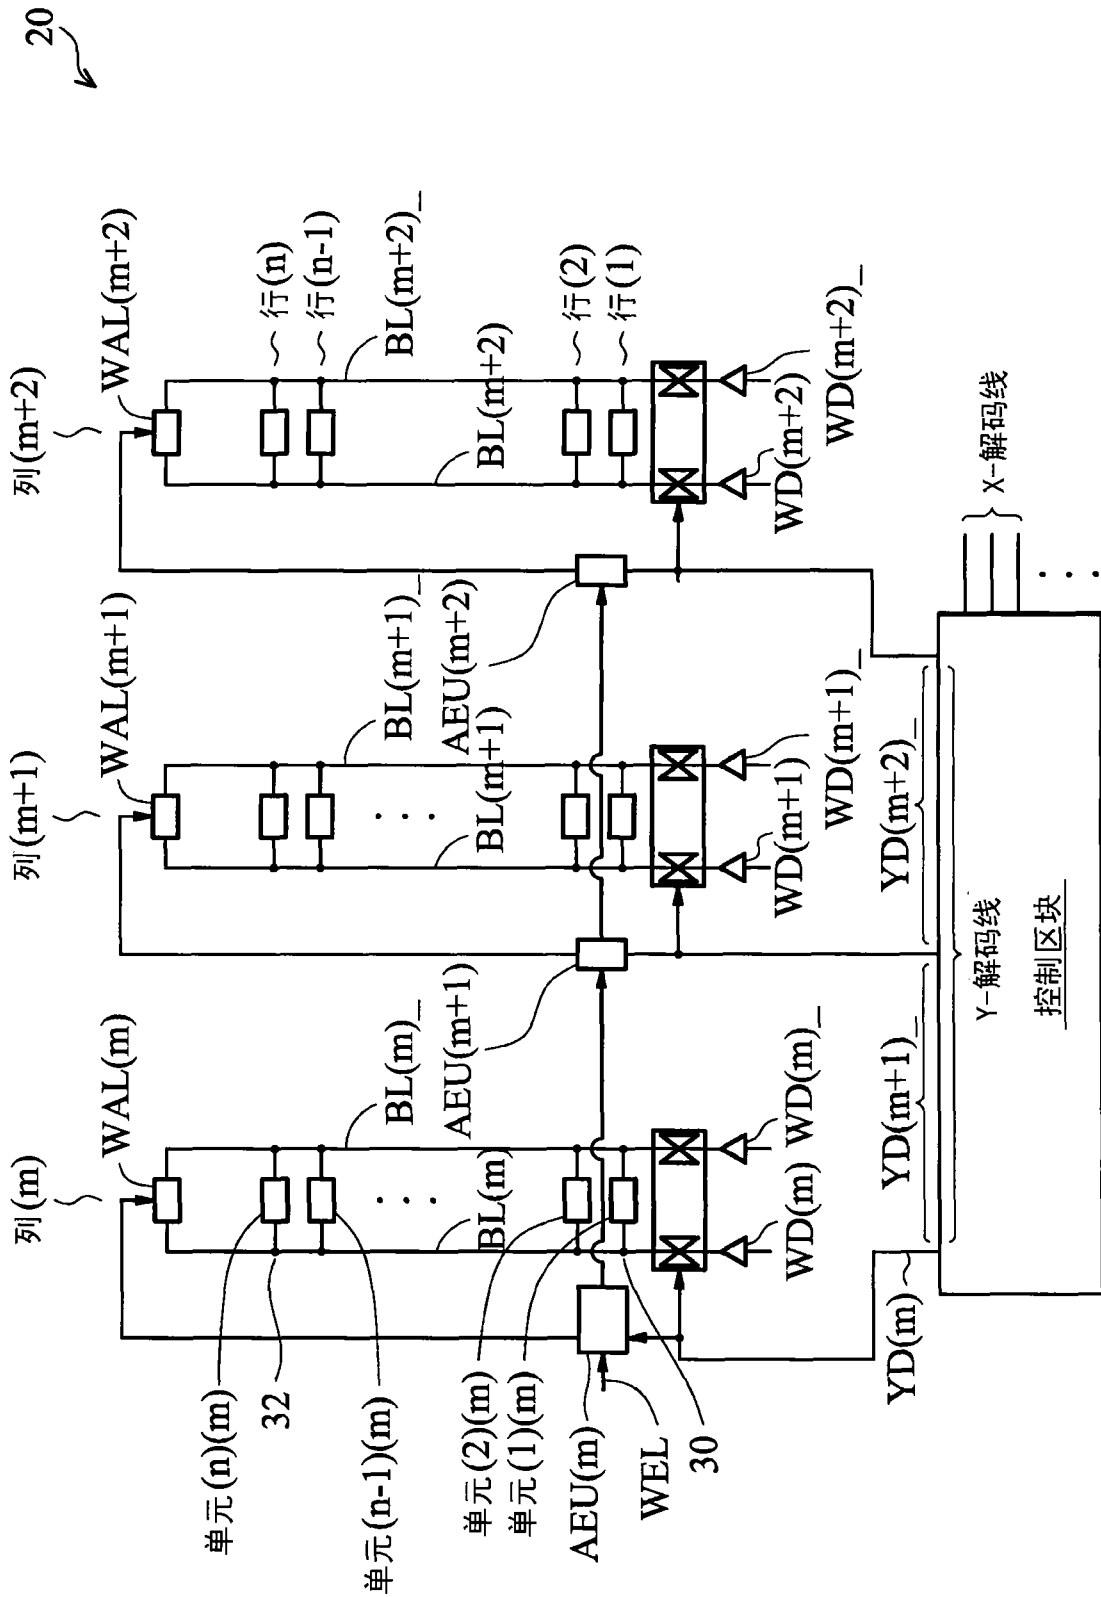 20
列(m)
列(m+1)
列(m+2)
WAL(m)
WAL(m+1)
WAL(m+2)
单元(n)(m)
32
单元(n-1)(m)
单元(2)(m)
单元(1)(m)
AEU(m)
WEL
30
BL(m)
BL(m)_
AEU(m+1)
BL(m+1)
BL(m+1)_
AEU(m+2)
BL(m+2)
BL(m+2)_
行(n)
行(n-1)
行(2)
行(1)
WD(m)
WD(m)_
WD(m+1)
WD(m+1)_
WD(m+2)
WD(m+2)_
YD(m)
YD(m+1)_
YD(m+2)_
Y-解码线
控制区块
X-解码线